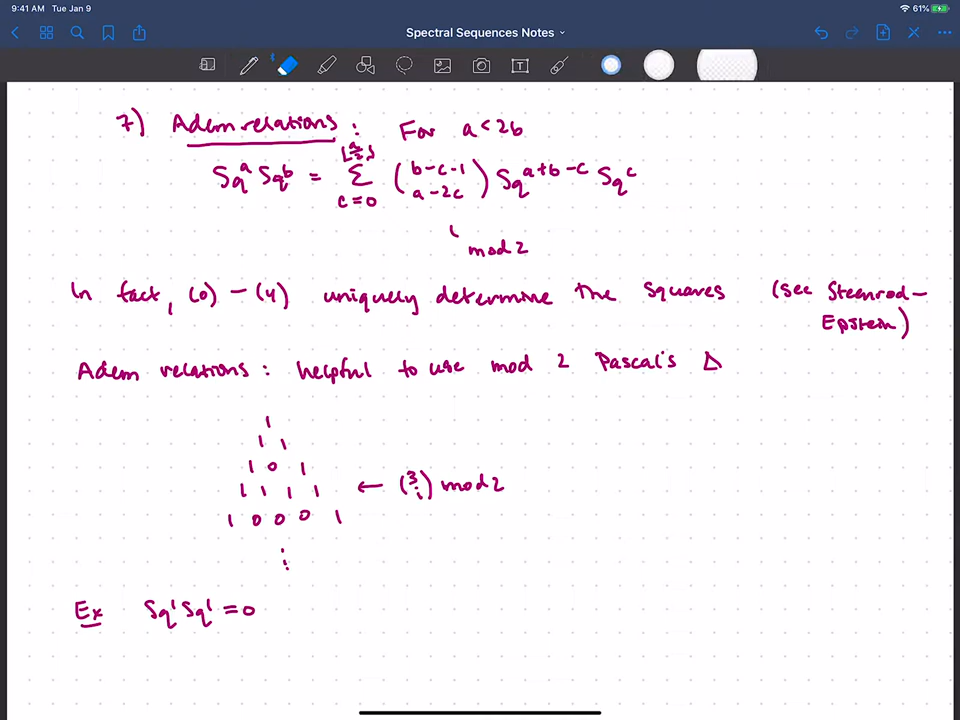 9:41 AM Tue Jan 9
61%
Spectral Sequences Notes
7) Adem relations : For a < 2b
Sq^a Sq^b = ∑_{c=0}^{⌊a/2⌋} (b-c-1 / a-2c) Sq^{a+b-c} Sq^c
mod 2
In fact, (0) – (4) uniquely determine the squares (see Steenrod–
Epstein)
Adem relations : helpful to use mod 2 Pascal's Δ
1
1 1
1 0 1
1 1 1 1 ← (3 / i) mod 2
1 0 0 0 1
⋮
Ex Sq^1 Sq^1 = 0